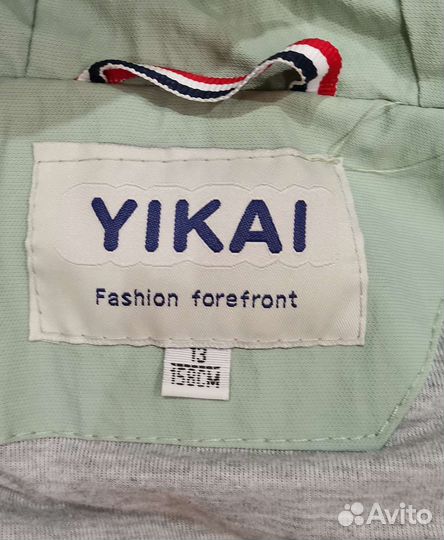 YIKAI
Fashion forefront
13
158CM
Avito